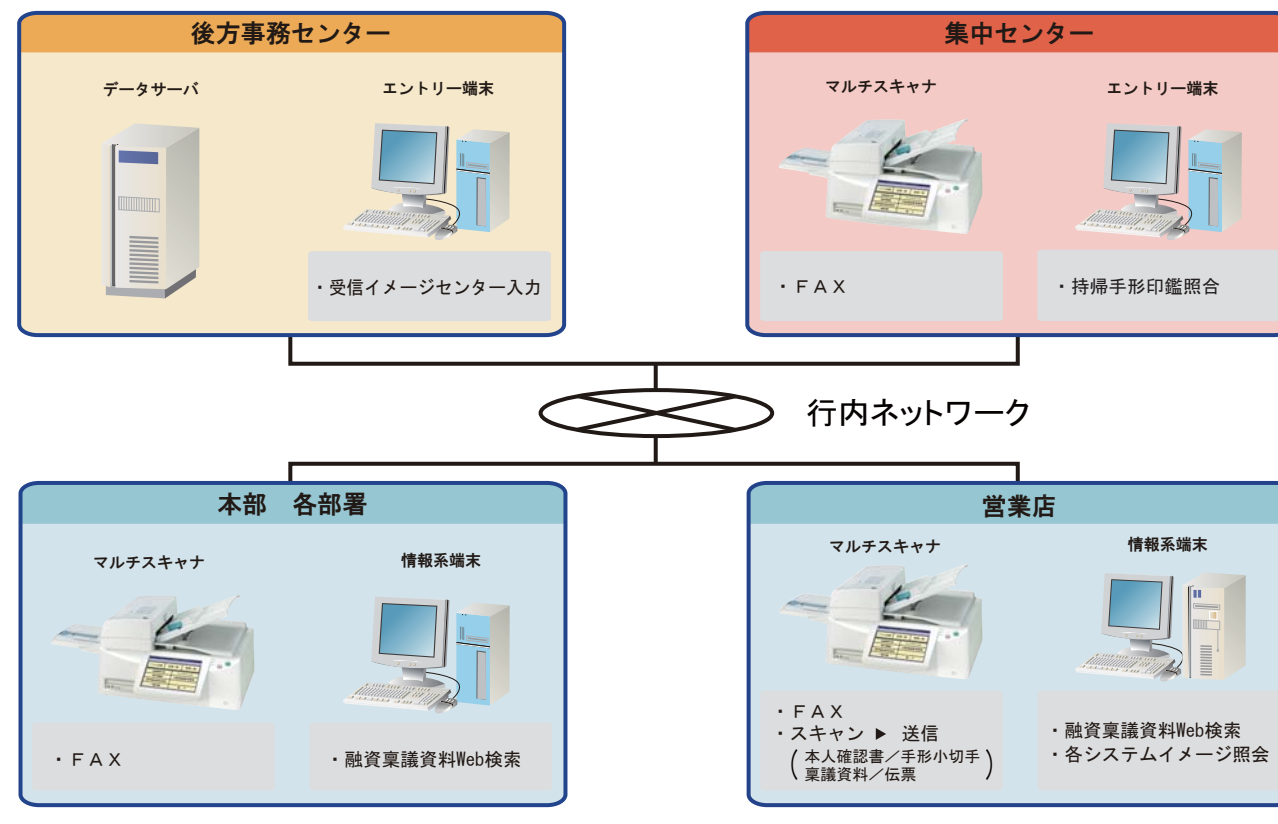 後方事務センター
データサーバ
エントリー端末
・受信イメージセンター入力
集中センター
マルチスキャナ
エントリー端末
・ＦＡＸ
・持帰手形印鑑照合
行内ネットワーク
本部　各部署
マルチスキャナ
情報系端末
・ＦＡＸ
・融資稟議資料Web検索
営業店
マルチスキャナ
情報系端末
・ＦＡＸ
・スキャン ▶ 送信
(本人確認書／手形小切手
稟議資料／伝票)
・融資稟議資料Web検索
・各システムイメージ照会